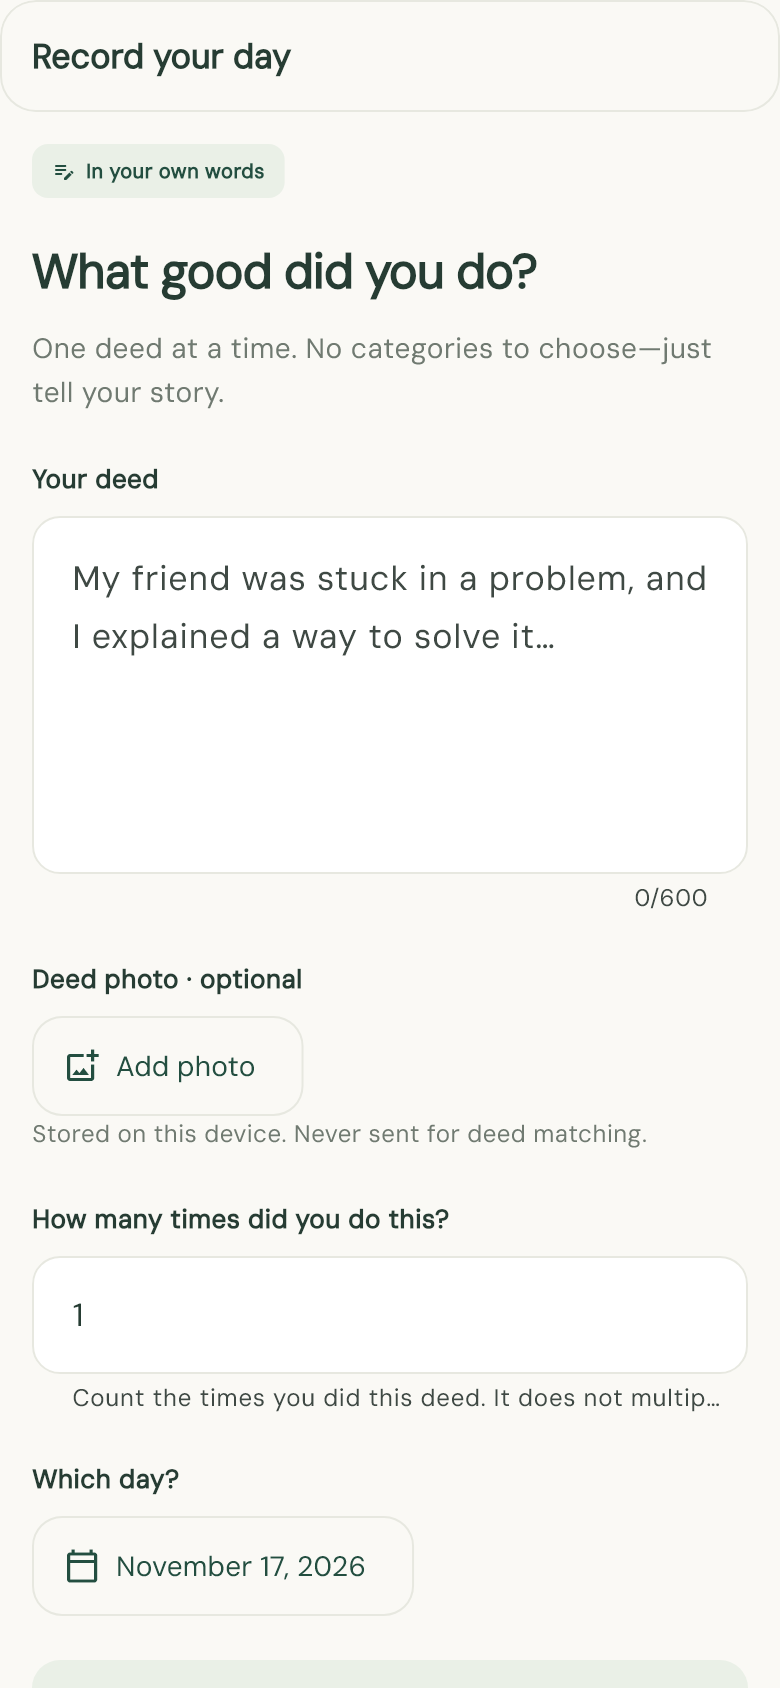 Record your day
In your own words
What good did you do?
One deed at a time. No categories to choose—just
tell your story.
Your deed
My friend was stuck in a problem, and
I explained a way to solve it…
0/600
Deed photo · optional
Add photo
Stored on this device. Never sent for deed matching.
How many times did you do this?
1
Count the times you did this deed. It does not multip…
Which day?
November 17, 2026